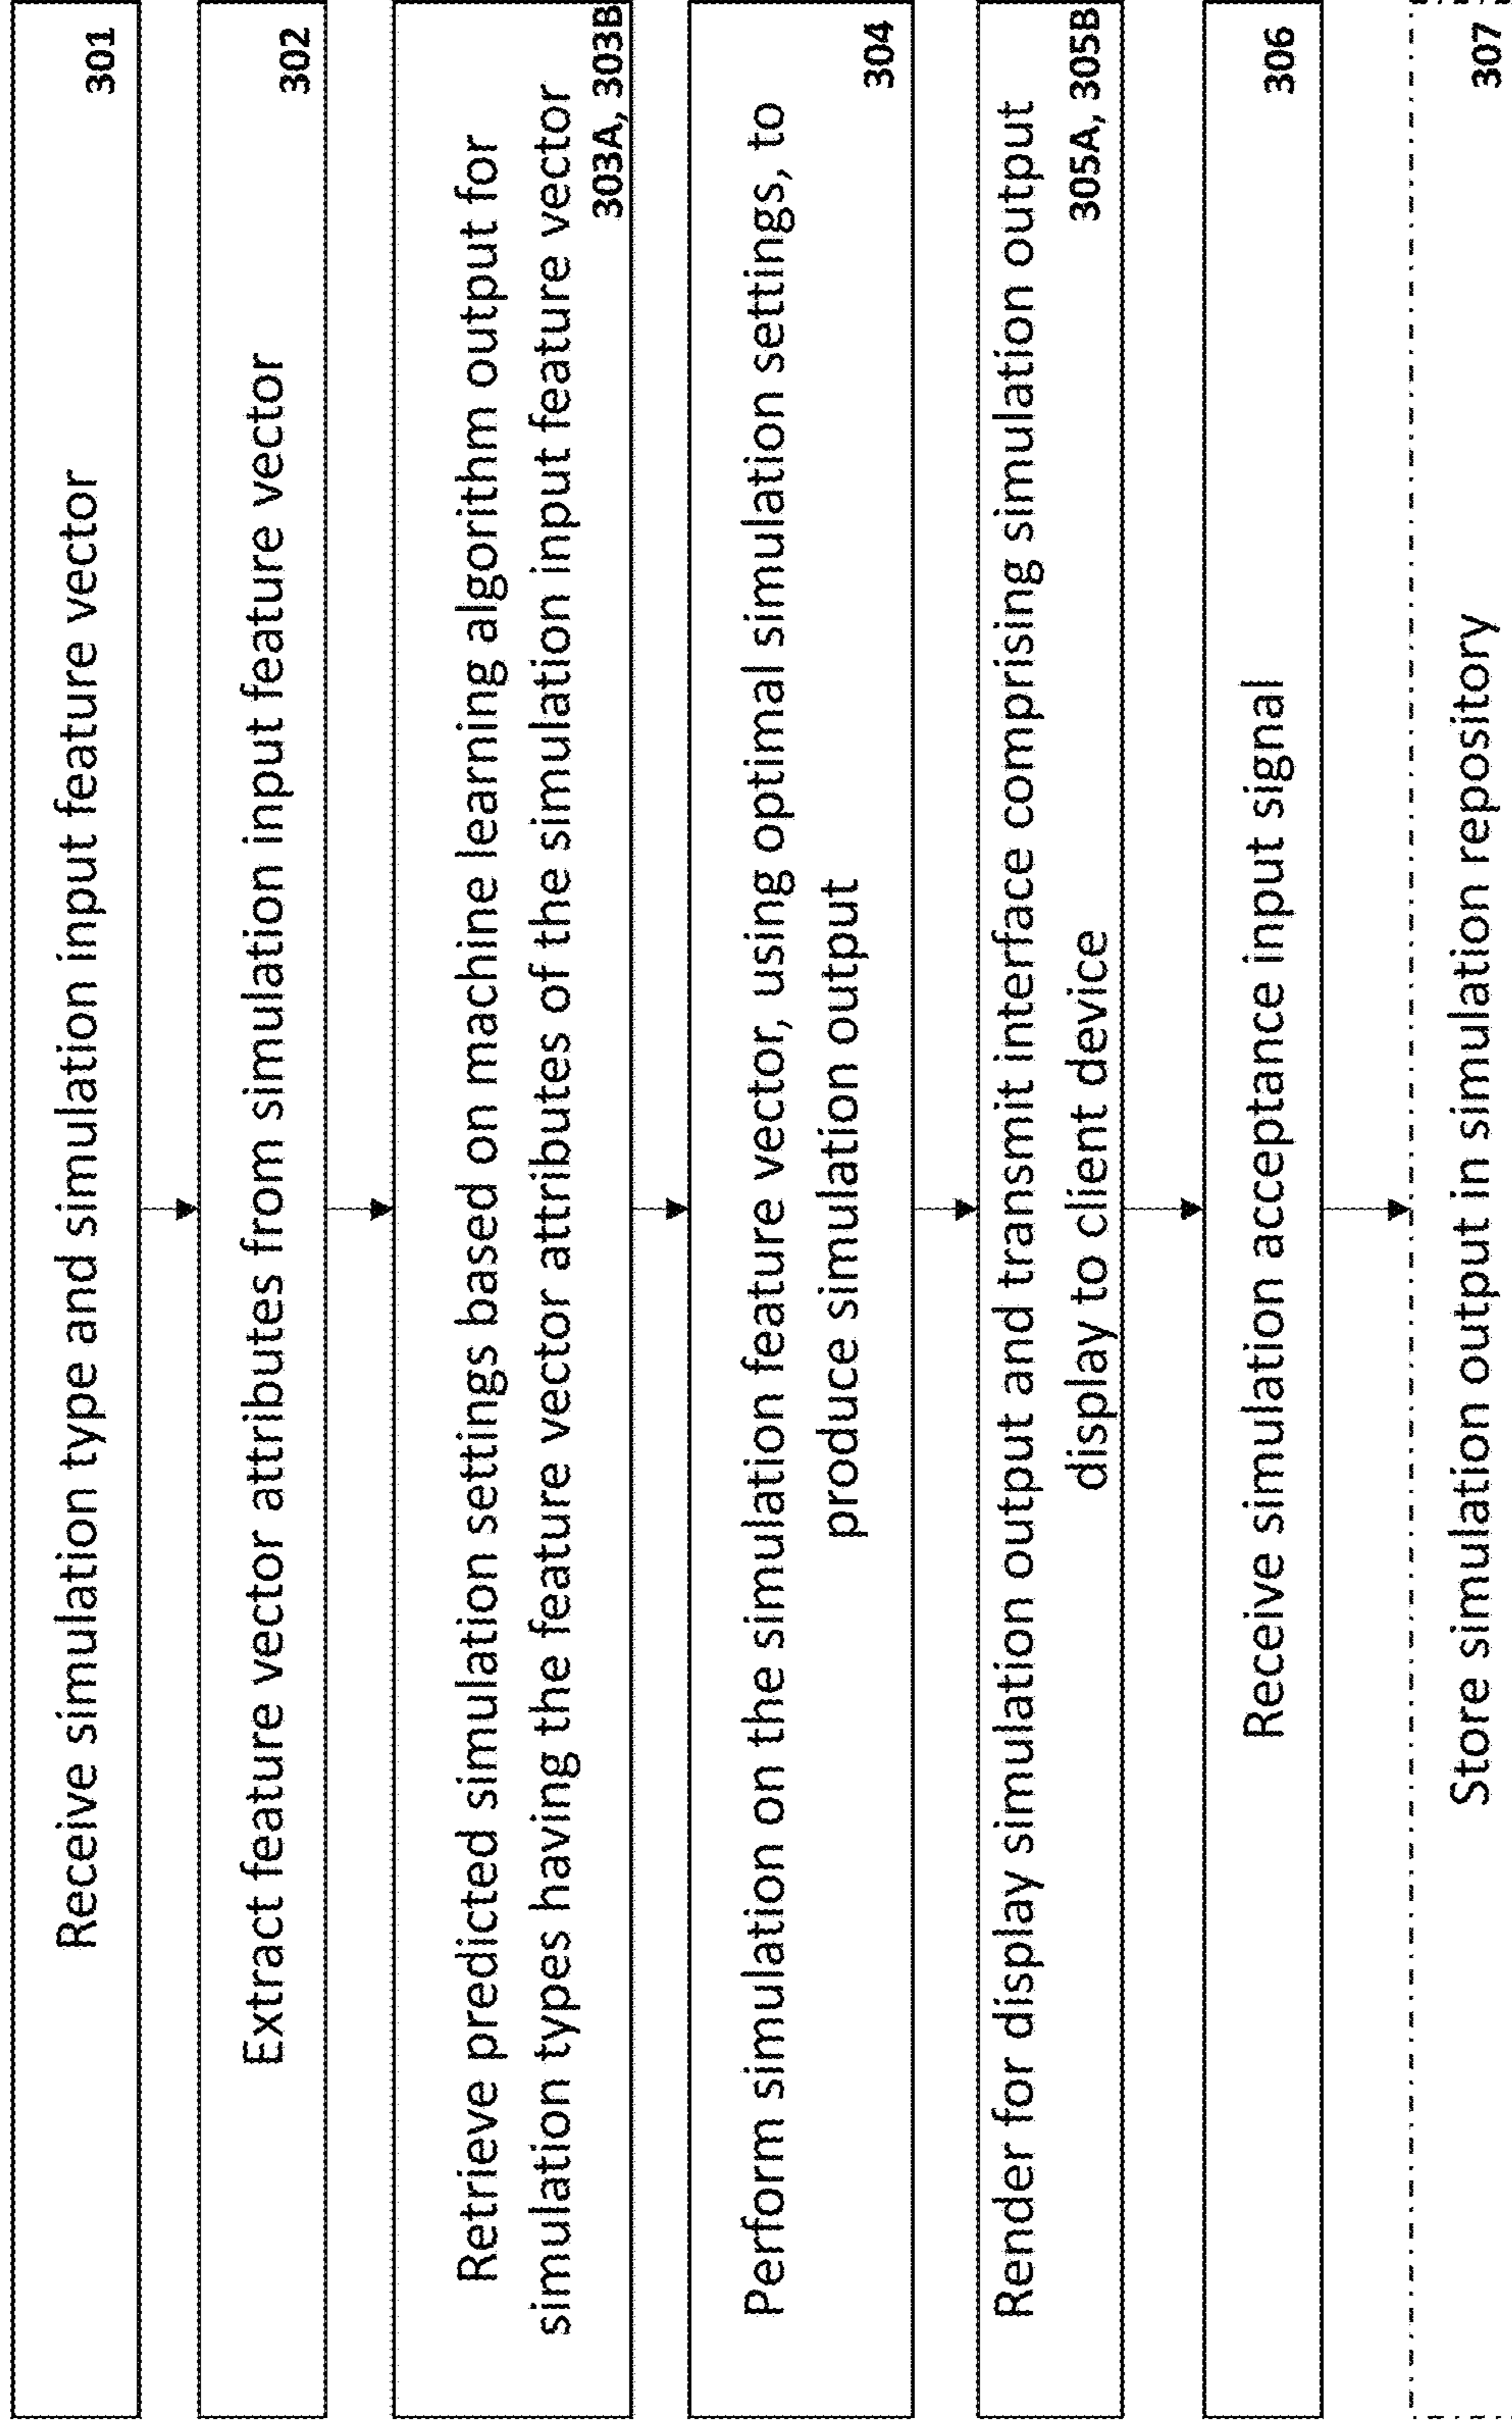 Receive simulation type and simulation input feature vector
301
Extract feature vector attributes from simulation input feature vector
302
Retrieve predicted simulation settings based on machine learning algorithm output for
simulation types having the feature vector attributes of the simulation input feature vector
303A, 303B
Perform simulation on the simulation feature vector, using optimal simulation settings, to
produce simulation output
304
Render for display simulation output and transmit interface comprising simulation output
display to client device
305A, 305B
Receive simulation acceptance input signal
306
Store simulation output in simulation repository
307